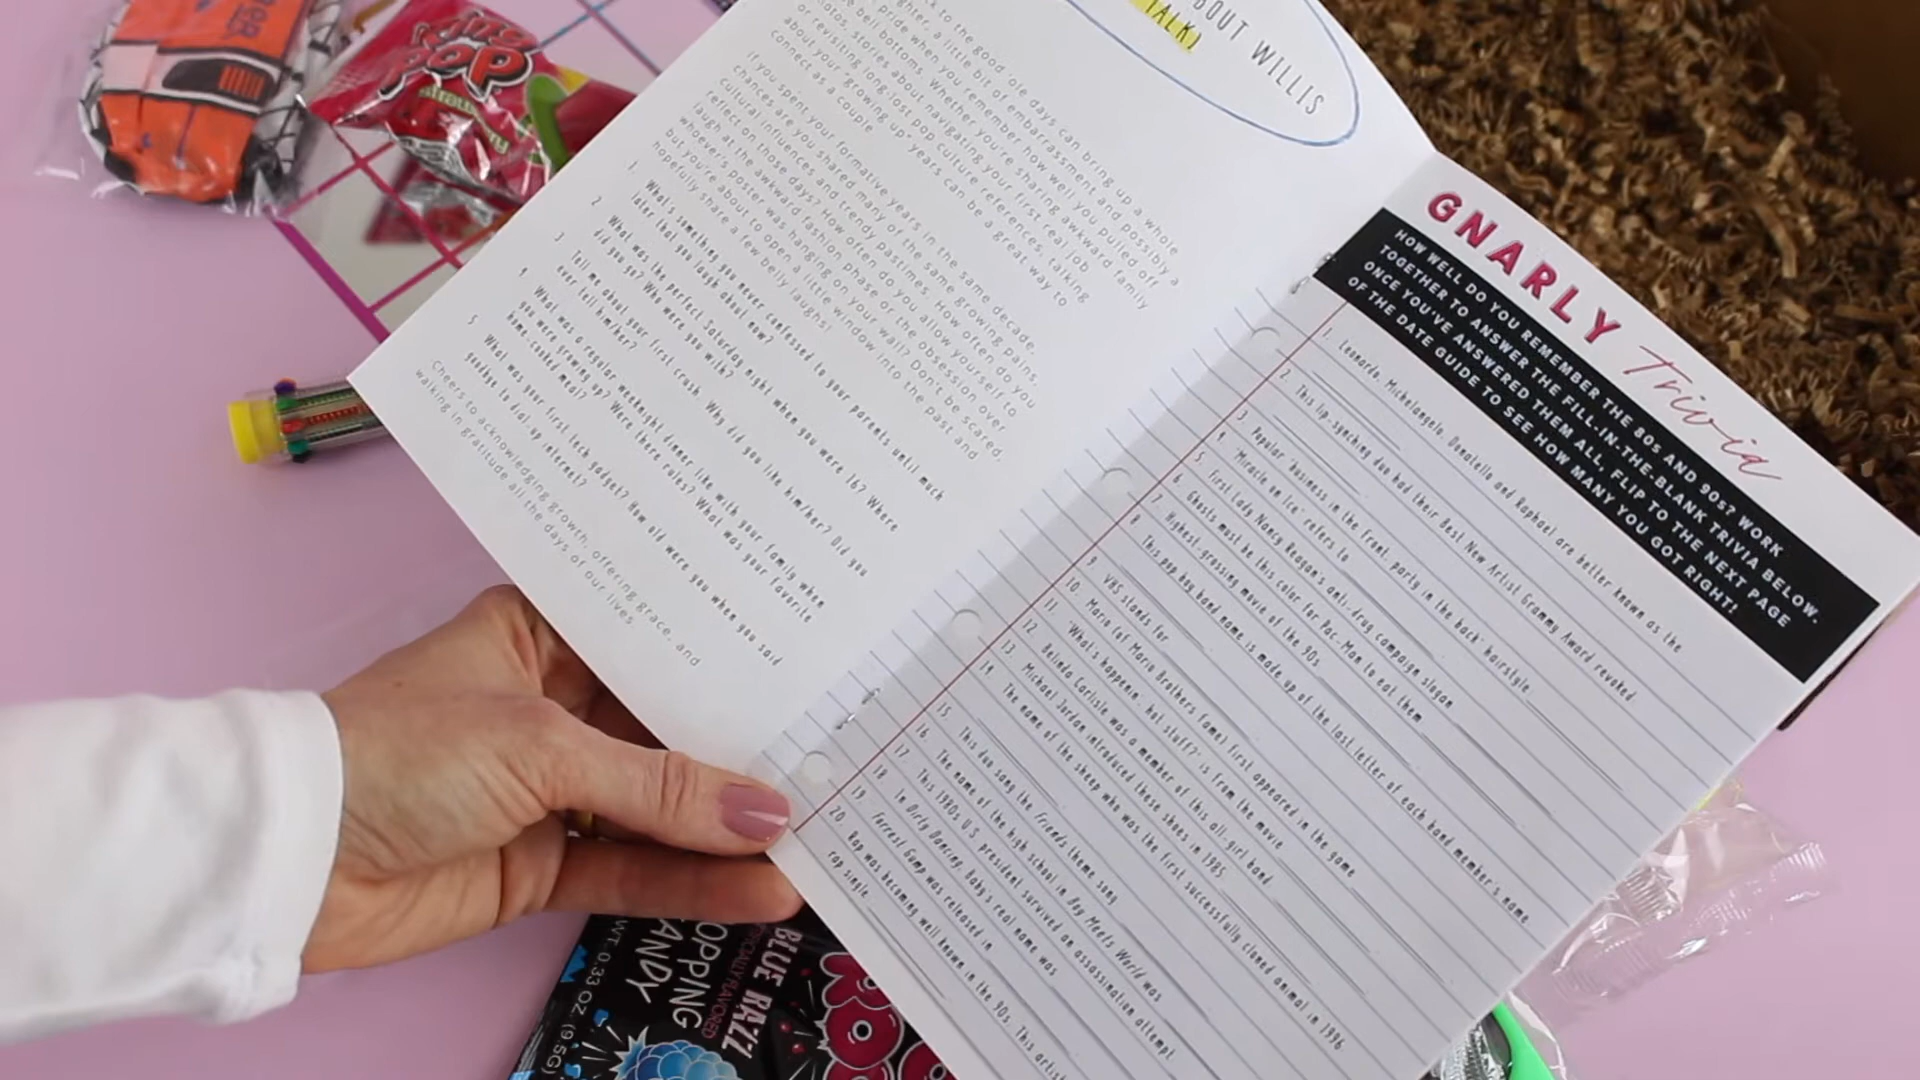 RING
POP
BOUT WILLIS
TALK)
k to the good 'ole days can bring up a whole
ghter, a little bit of embarrassment and possibly a
pride when you remember how well you pulled off
e bell bottoms. Whether you're sharing awkward family
otos, stories about navigating your first real job
or revisiting long-lost pop culture references, talking
about your "growing up" years can be a great way to
connect as a couple.
If you spent your formative years in the same decade,
chances are you shared many of the same growing pains,
cultural influences and trendy pastimes. How often do you
reflect on those days? How often do you allow yourself to
laugh at the awkward fashion phase or the obsession over
whoever's poster was hanging on your wall? Don't be scared,
but you're about to open a little window into the past and
hopefully share a few belly laughs!
1. What's something you never confessed to your parents until much
later that you laugh about now?
2. What was the perfect Saturday night when you were 16? Where
did you go? Who were you with?
3. Tell me about your first crush. Why did you like him/her? Did you
ever tell him/her?
4. What was a regular weeknight dinner like with your family when
you were growing up? Were there rules? What was your favorite
home-cooked meal?
5. What was your first tech gadget? How old were you when you said
goodbye to dial-up internet?
Cheers to acknowledging growth, offering grace, and
walking in gratitude all the days of our lives
GNARLY Trivia
HOW WELL DO YOU REMEMBER THE 80S AND 90S? WORK
TOGETHER TO ANSWER THE FILL-IN-THE-BLANK TRIVIA BELOW.
ONCE YOU'VE ANSWERED THEM ALL, FLIP TO THE NEXT PAGE
OF THE DATE GUIDE TO SEE HOW MANY YOU GOT RIGHT!
1. Leonardo, Michelangelo, Donatello and Raphael are better known as the
2. This lip-synching duo had their Best New Artist Grammy Award revoked
3. Popular "business in the front, party in the back" hairstyle
4. "Miracle on Ice" refers to
5. First Lady Nancy Reagan's anti-drug campaign slogan
6. Ghosts must be this color for Pac-Man to eat them
7. Highest-grossing movie of the 90s
8. This pop boy band name is made up of the last letter of each band member's name
9. VHS stands for
10. Mario (of Mario Brothers fame) first appeared in the game
11. "What's happenin', hot stuff?" is from the movie
12. Belinda Carlisle was a member of this all-girl band
13. Michael Jordan introduced these shoes in 1985
14. The name of the sheep who was the first successfully cloned animal in 1996
15. This duo sang the Friends theme song
16. The name of the high school in Boy Meets World was
17. This 1980s U.S. president survived an assassination attempt
18. In Dirty Dancing, Baby's real name was
19. Forrest Gump was released in
20. Rap was becoming well known in the 90s. This artis
rap single
WT. 0.33 OZ (9.5G)
OPPING
ANDY
BLUE RAZZ
FLAVORED